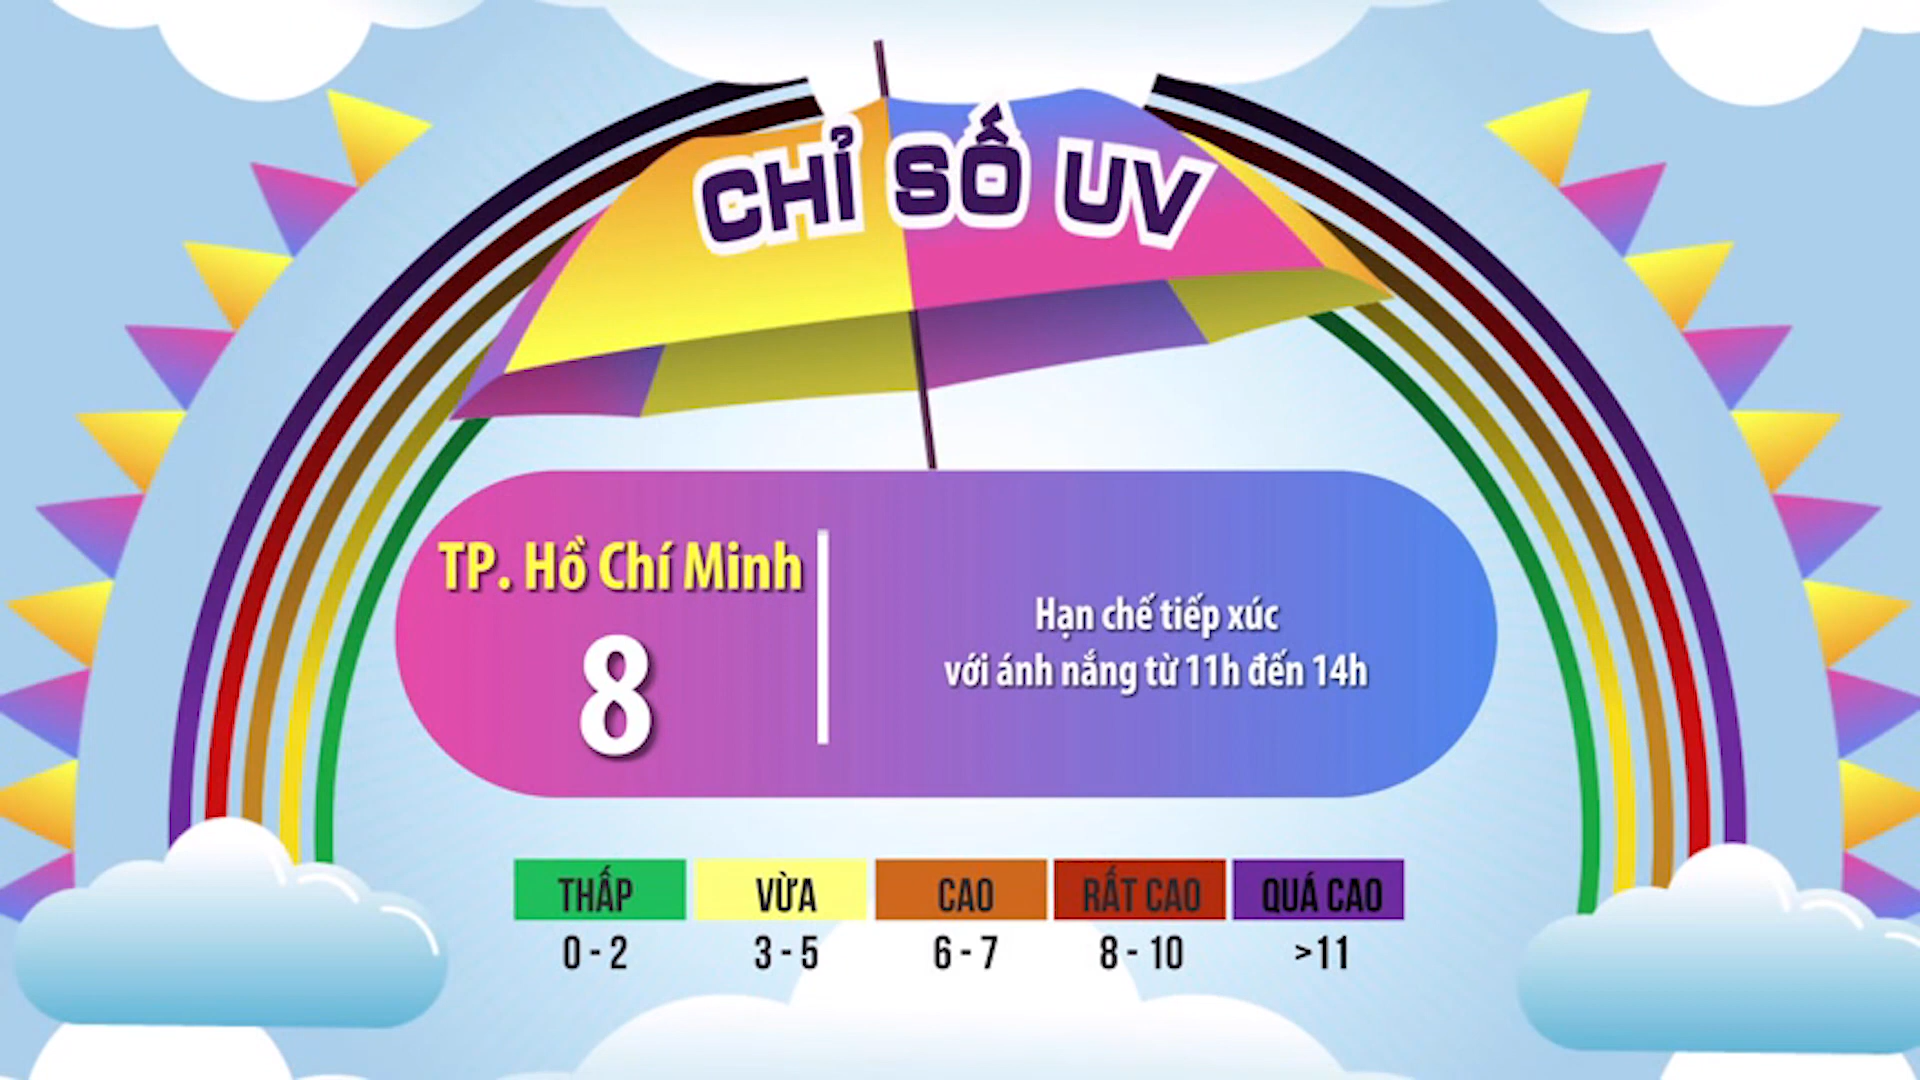 CHỈ SỐ UV
TP. Hồ Chí Minh
8
Hạn chế tiếp xúc
với ánh nắng từ 11h đến 14h
THẤP VỪA CAO RẤT CAO QUÁ CAO
0 - 2 3 - 5 6 - 7 8 - 10 >11